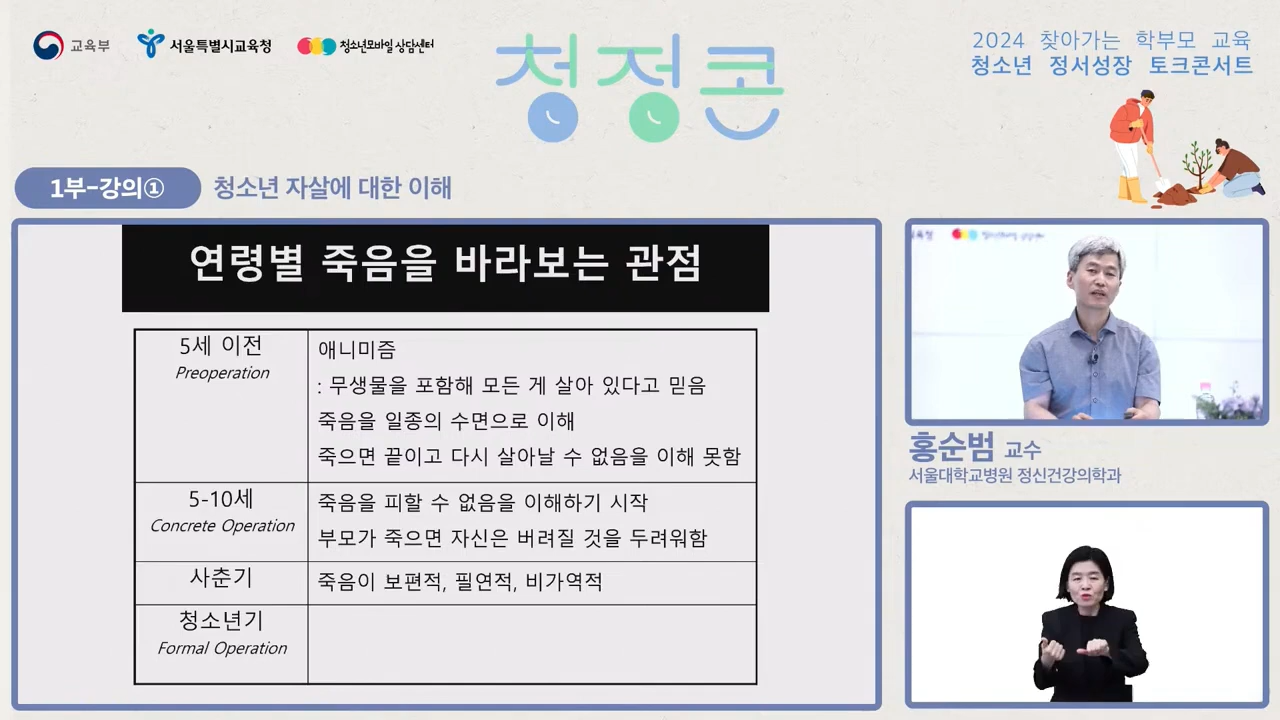 교육부
서울특별시교육청
청소년모바일 상담센터
청정콘
2024 찾아가는 학부모 교육
청소년 정서성장 토크콘서트
1부-강의① 청소년 자살에 대한 이해
연령별 죽음을 바라보는 관점
5세 이전
Preoperation
애니미즘
: 무생물을 포함해 모든 게 살아 있다고 믿음
죽음을 일종의 수면으로 이해
죽으면 끝이고 다시 살아날 수 없음을 이해 못함
5-10세
Concrete Operation
죽음을 피할 수 없음을 이해하기 시작
부모가 죽으면 자신은 버려질 것을 두려워함
사춘기
죽음이 보편적, 필연적, 비가역적
청소년기
Formal Operation
홍순범 교수
서울대학교병원 정신건강의학과